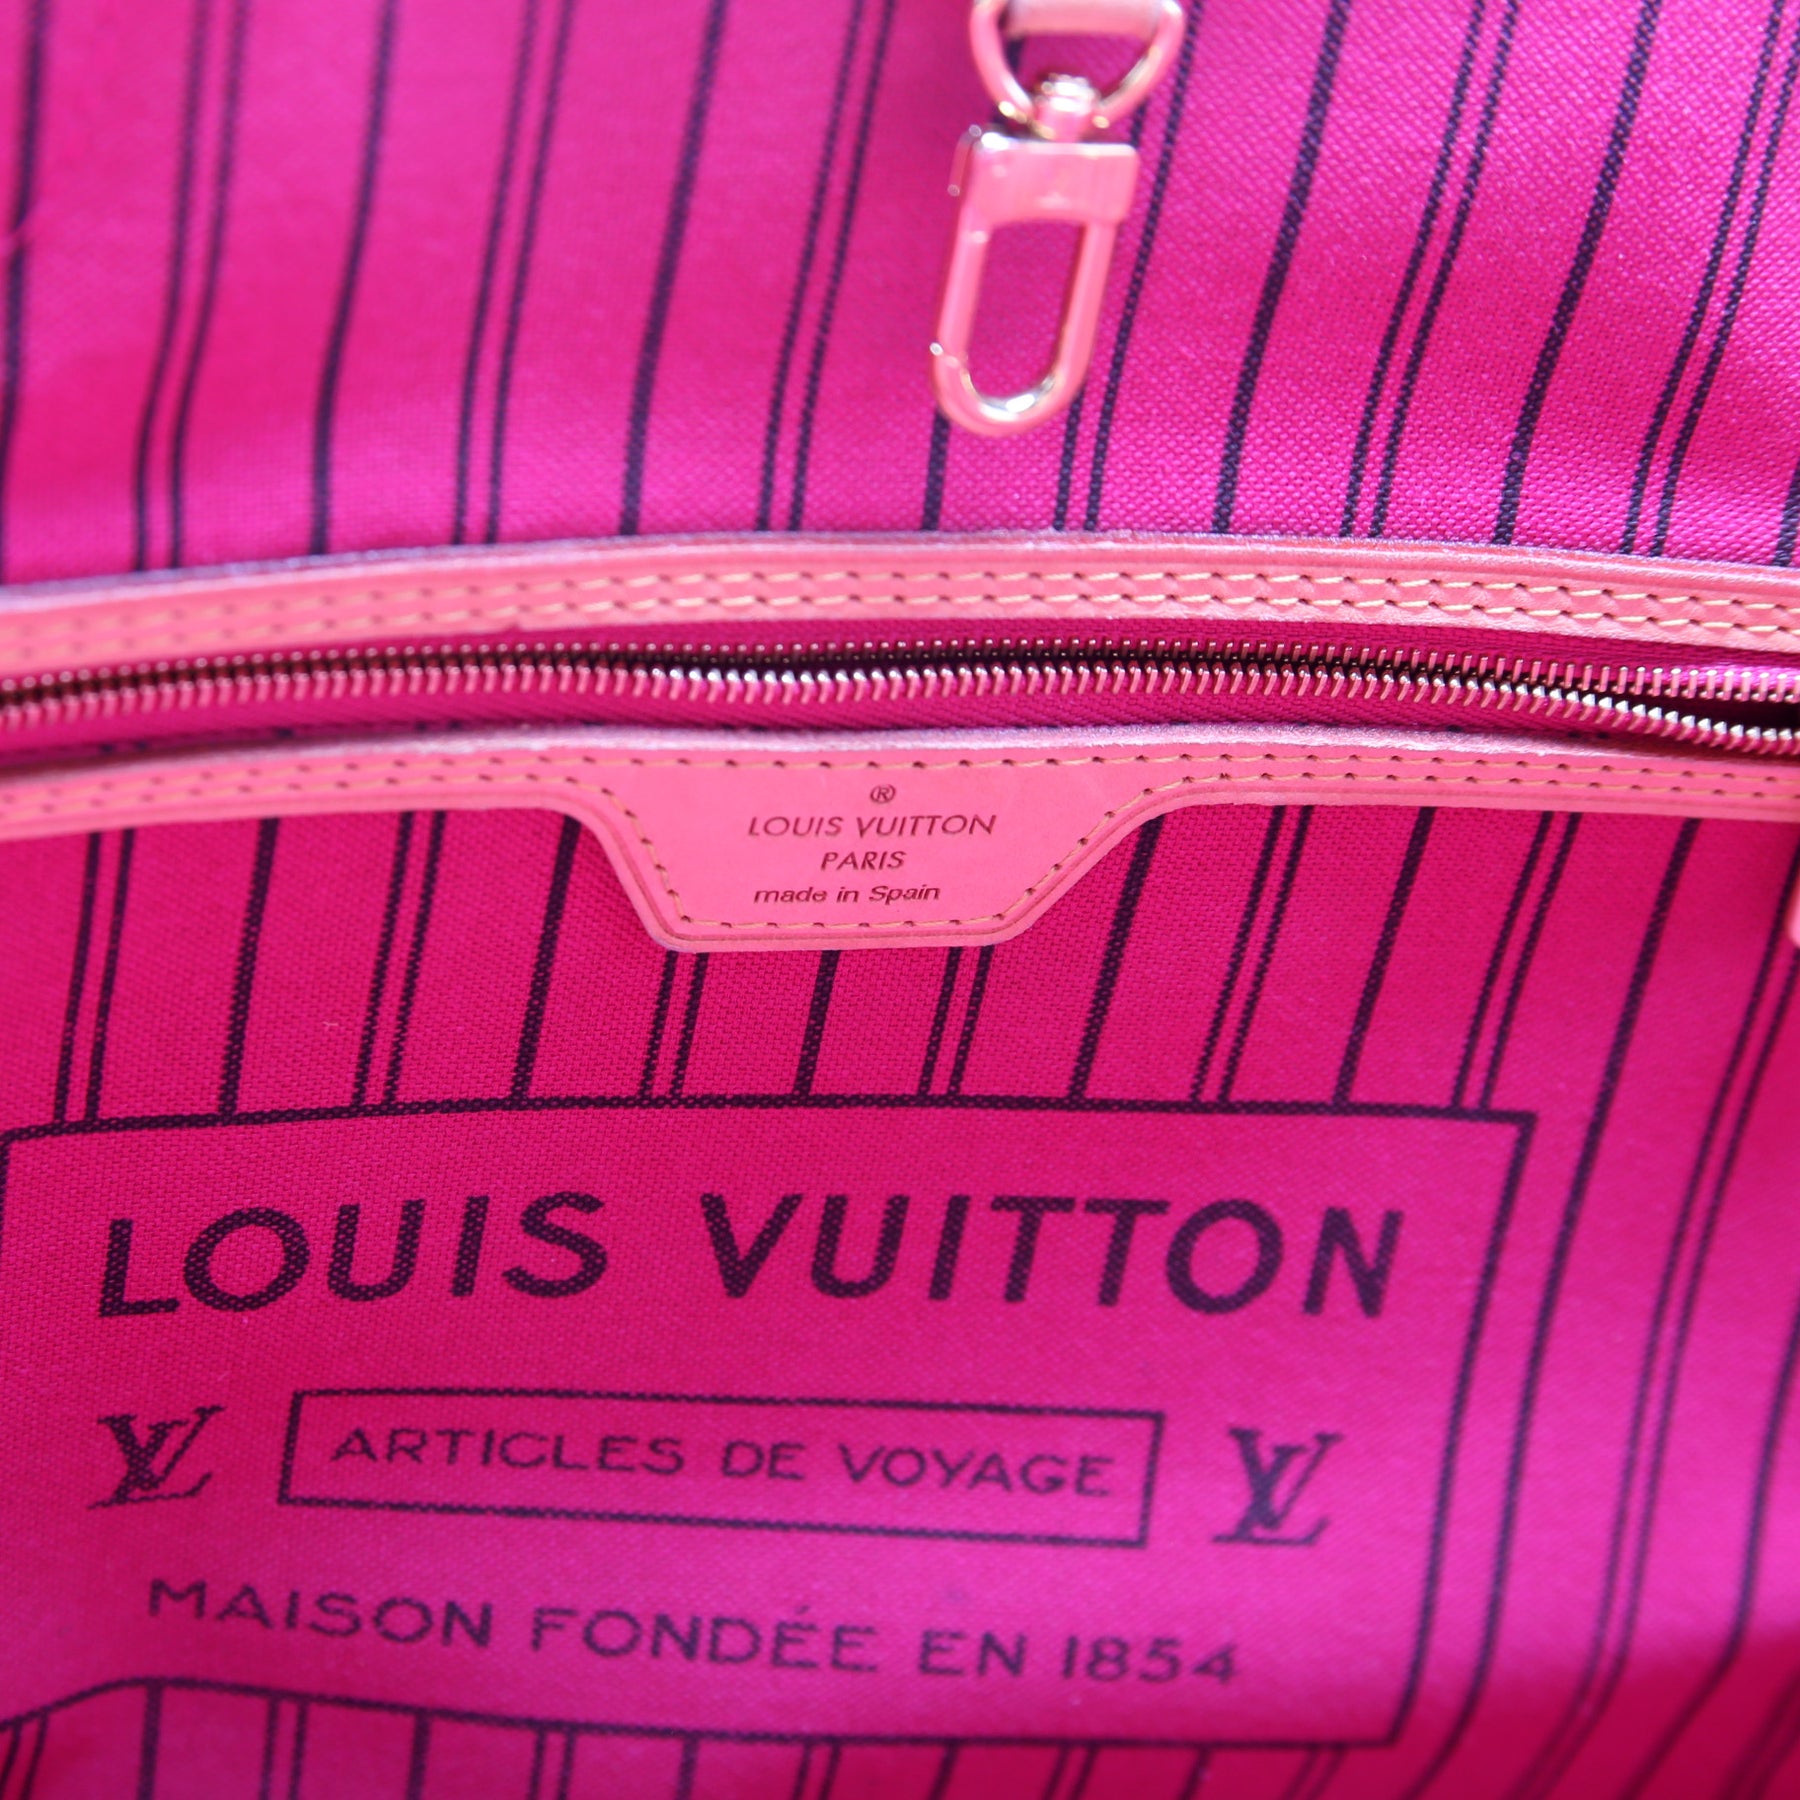 ®
LOUIS VUITTON
PARIS
made in Spain
LOUIS VUITTON
LV ARTICLES DE VOYAGE LV
MAISON FONDÉE EN 1854